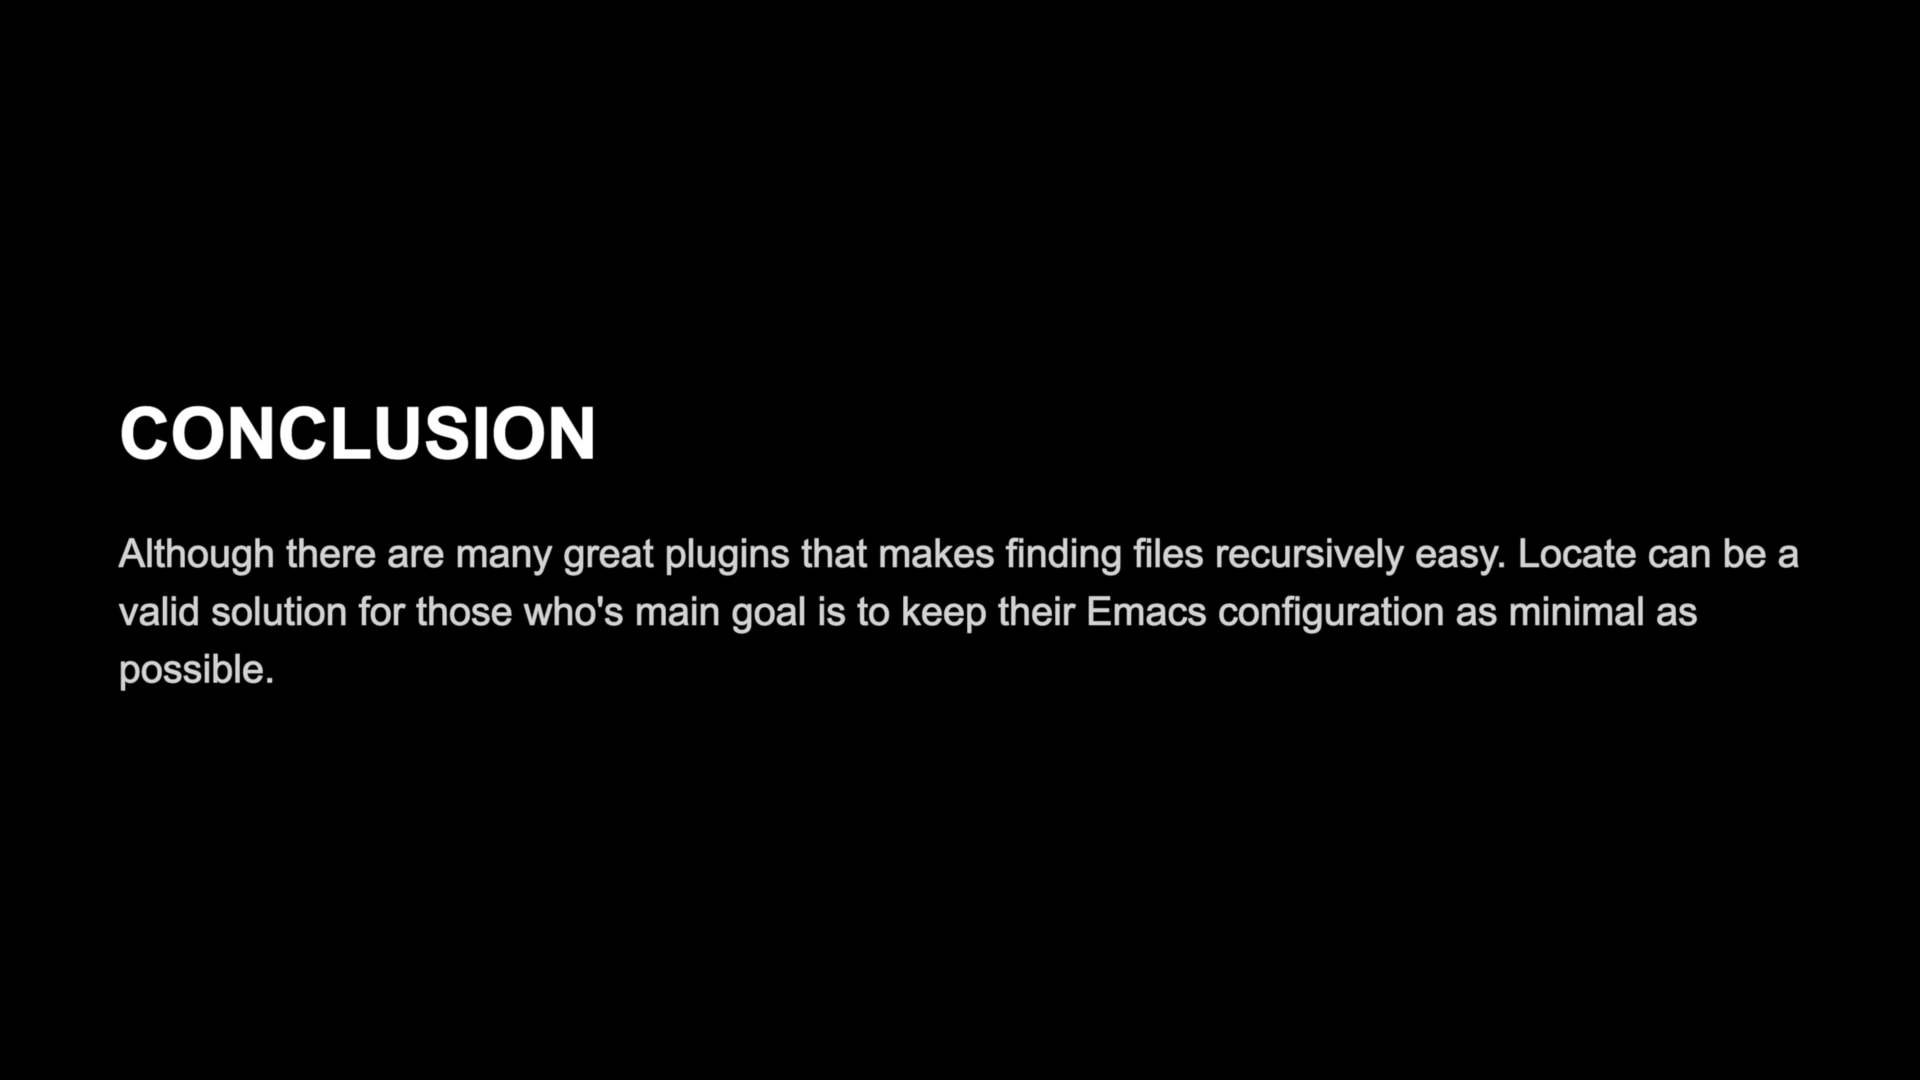 CONCLUSION
Although there are many great plugins that makes finding files recursively easy. Locate can be a
valid solution for those who's main goal is to keep their Emacs configuration as minimal as
possible.